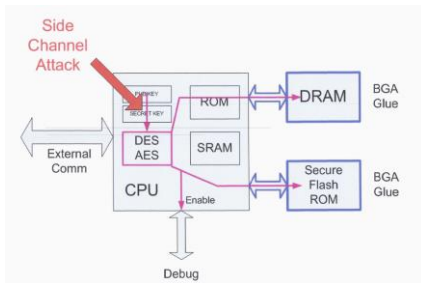 Side
Channel
Attack
SECRET KEY
ROM
DRAM
BGA
Glue
DES
AES
SRAM
External
Comm
CPU
Enable
Secure
Flash
ROM
BGA
Glue
Debug